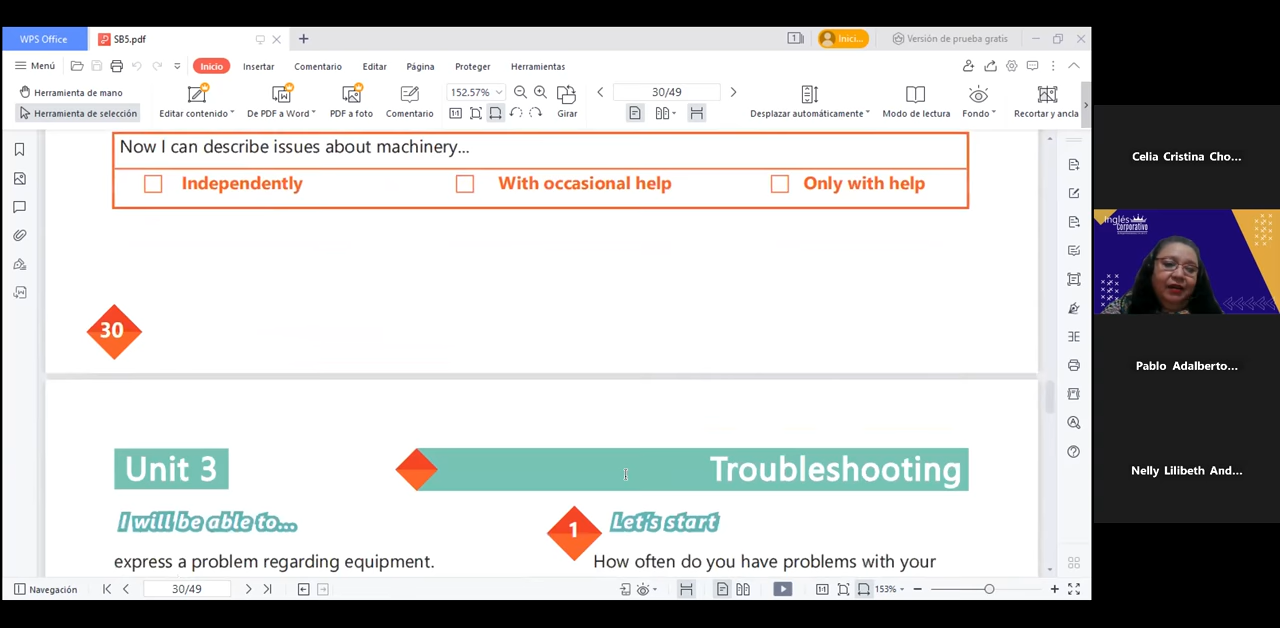 WPS Office
SB5.pdf
1
Inici...
Versión de prueba gratis
Menú
Inicio
Insertar
Comentario
Editar
Página
Proteger
Herramientas
Herramienta de mano
Herramienta de selección
Editar contenido
De PDF a Word
PDF a foto
Comentario
152.57%
Girar
30/49
Desplazar automáticamente
Modo de lectura
Fondo
Recortar y ancla
Now I can describe issues about machinery...
Independently
With occasional help
Only with help
30
Unit 3
Troubleshooting
I will be able to...
1
Let's start
express a problem regarding equipment.
How often do you have problems with your
Navegación
30/49
153%
Celia Cristina Cho...
Inglés
Corporativo
Pablo Adalberto...
Nelly Lilibeth And...